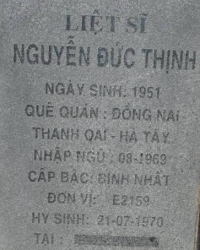 LIỆT SĨ
NGUYỄN ĐỨC THỊNH
NGÀY SINH: 1951
QUÊ QUÁN: ĐỒNG NAI
THANH OAI - HÀ TÂY
NHẬP NGŨ: 08-1969
CẤP BẬC: BINH NHẤT
ĐƠN VỊ: E2159
HY SINH: 21-07-1970
TẠI: